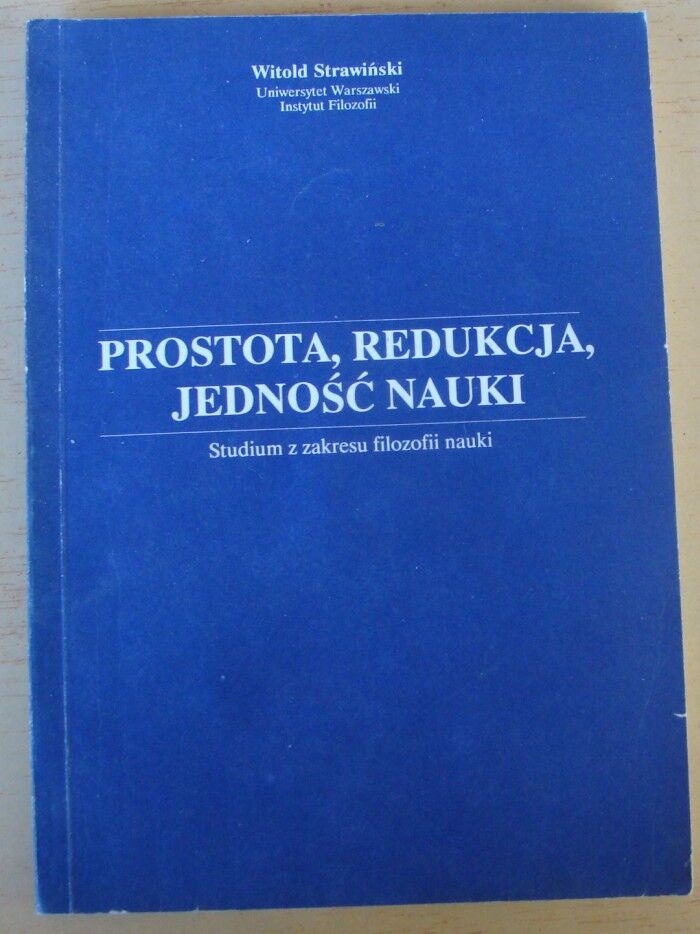 Witold Strawiński
Uniwersytet Warszawski
Instytut Filozofii
PROSTOTA, REDUKCJA,
JEDNOŚĆ NAUKI
Studium z zakresu filozofii nauki